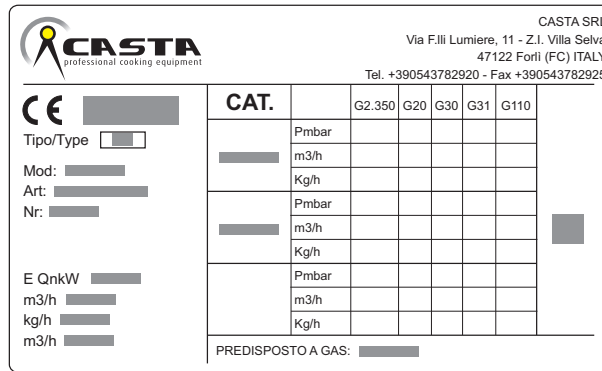 CASTA
professional cooking equipment
CASTA SRL
Via F.lli Lumiere, 11 - Z.I. Villa Selva
47122 Forlì (FC) ITALY
Tel. +390543782920 - Fax +390543782925
CE
Tipo/Type
Mod:
Art:
Nr:
E QnkW
m3/h
kg/h
m3/h
CAT. G2.350 G20 G30 G31 G110
Pmbar
m3/h
Kg/h
Pmbar
m3/h
Kg/h
Pmbar
m3/h
Kg/h
PREDISPOSTO A GAS: